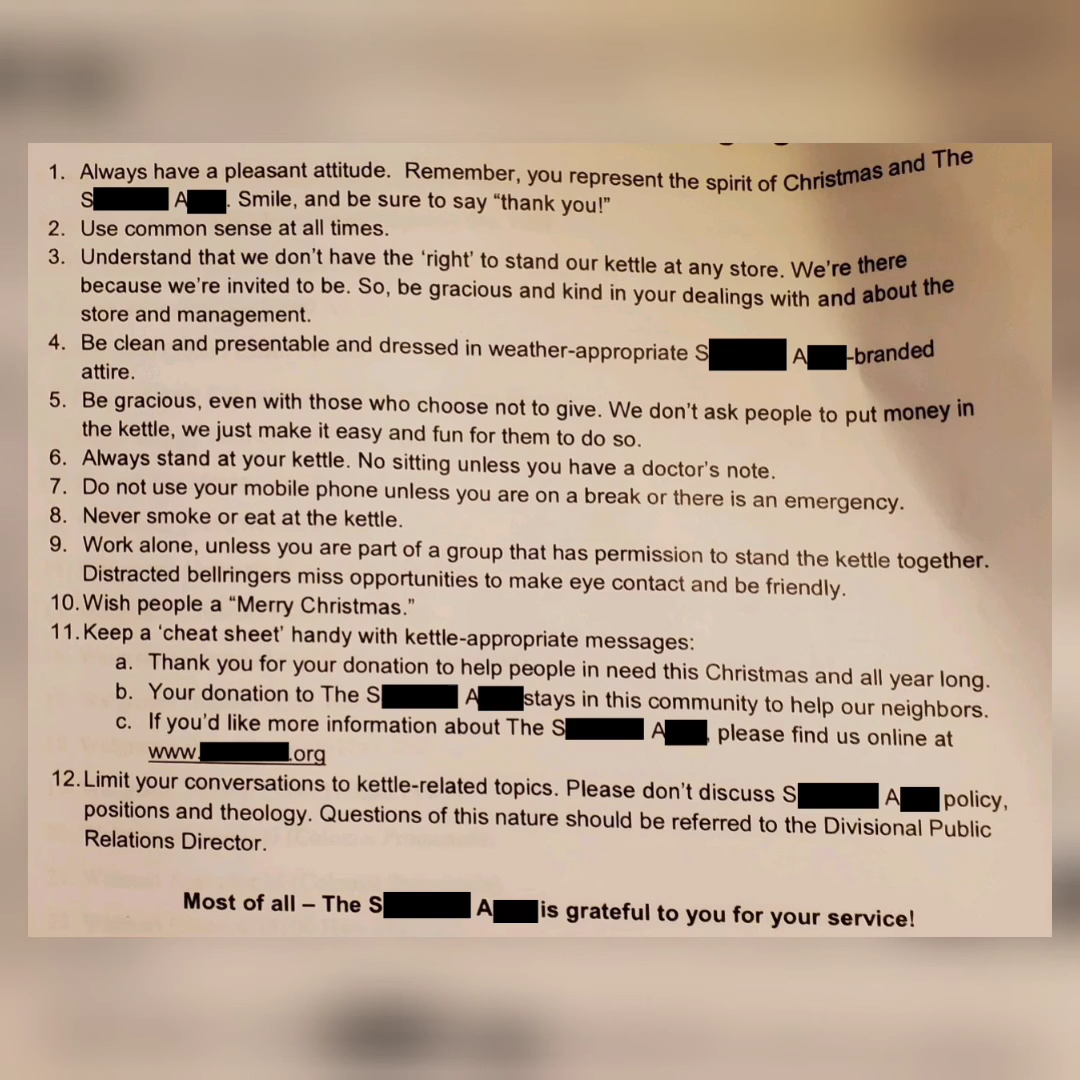 1. Always have a pleasant attitude. Remember, you represent the spirit of Christmas and The
S A . Smile, and be sure to say “thank you!”
2. Use common sense at all times.
3. Understand that we don’t have the ‘right’ to stand our kettle at any store. We’re there
because we’re invited to be. So, be gracious and kind in your dealings with and about the
store and management.
4. Be clean and presentable and dressed in weather-appropriate S A -branded
attire.
5. Be gracious, even with those who choose not to give. We don’t ask people to put money in
the kettle, we just make it easy and fun for them to do so.
6. Always stand at your kettle. No sitting unless you have a doctor’s note.
7. Do not use your mobile phone unless you are on a break or there is an emergency.
8. Never smoke or eat at the kettle.
9. Work alone, unless you are part of a group that has permission to stand the kettle together.
Distracted bellringers miss opportunities to make eye contact and be friendly.
10. Wish people a “Merry Christmas.”
11. Keep a ‘cheat sheet’ handy with kettle-appropriate messages:
a. Thank you for your donation to help people in need this Christmas and all year long.
b. Your donation to The S A stays in this community to help our neighbors.
c. If you’d like more information about The S A , please find us online at
www. .org
12. Limit your conversations to kettle-related topics. Please don’t discuss S A policy,
positions and theology. Questions of this nature should be referred to the Divisional Public
Relations Director.
Most of all – The S A is grateful to you for your service!